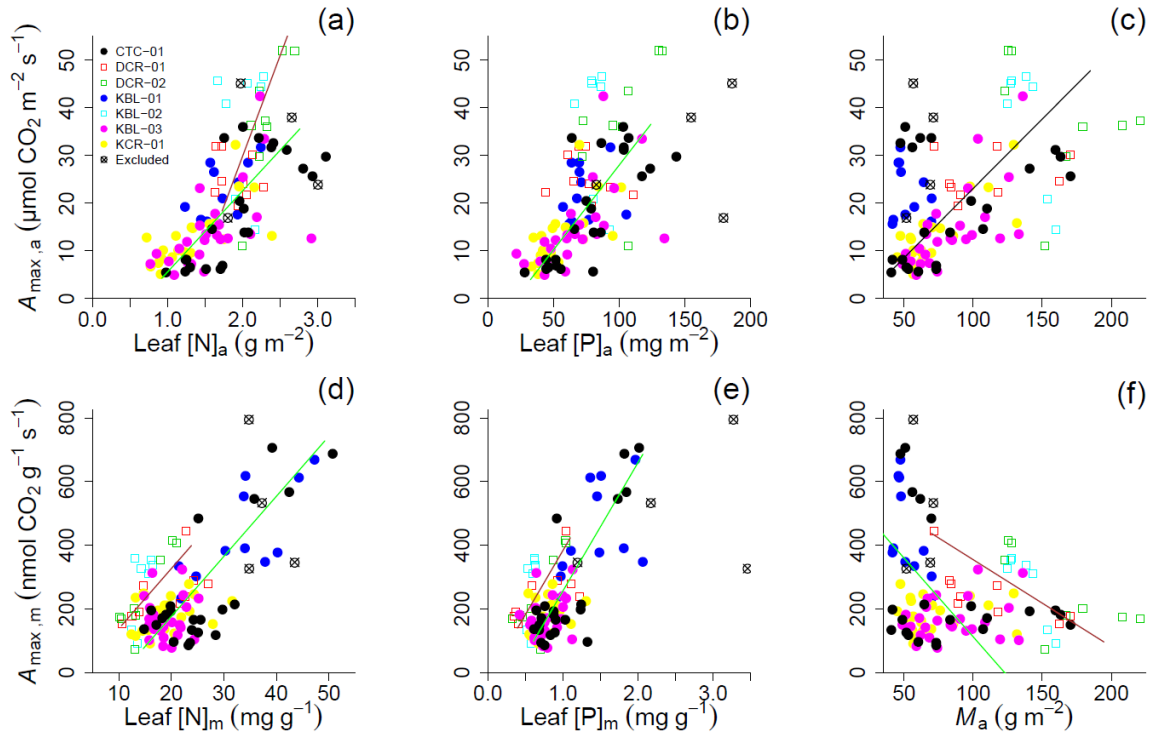 (a)
(b)
(c)
A max,a (μmol CO₂ m⁻² s⁻¹)
50
40
30
20
10
0
CTC−01
DCR−01
DCR−02
KBL−01
KBL−02
KBL−03
KCR−01
Excluded
0.0 1.0 2.0 3.0
Leaf [N]a (g m⁻²)
50
40
30
20
10
0
0 50 100 150 200
Leaf [P]a (mg m⁻²)
50
40
30
20
10
0
50 100 150 200
(d)
(e)
(f)
A max,m (nmol CO₂ g⁻¹ s⁻¹)
800
600
400
200
0
10 20 30 40 50
Leaf [N]m (mg g⁻¹)
800
600
400
200
0
0.0 1.0 2.0 3.0
Leaf [P]m (mg g⁻¹)
800
600
400
200
0
50 100 150 200
Ma (g m⁻²)